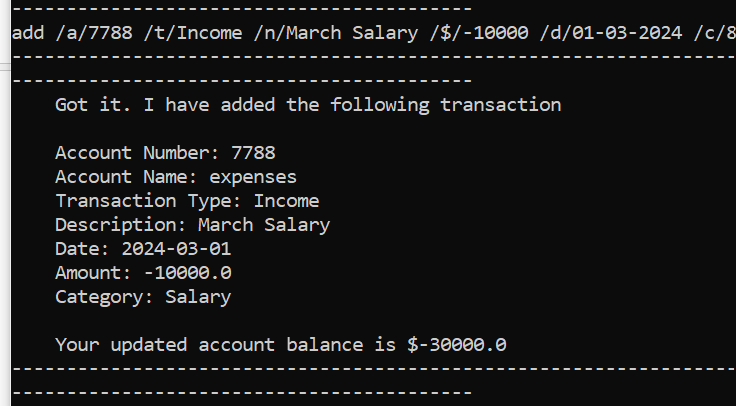 ----------------------------------------
add /a/7788 /t/Income /n/March Salary /$/-10000 /d/01-03-2024 /c/8
------------------------------------------------------------------
------------------------------------------
Got it. I have added the following transaction
Account Number: 7788
Account Name: expenses
Transaction Type: Income
Description: March Salary
Date: 2024-03-01
Amount: -10000.0
Category: Salary
Your updated account balance is $-30000.0
------------------------------------------------------------------
------------------------------------------